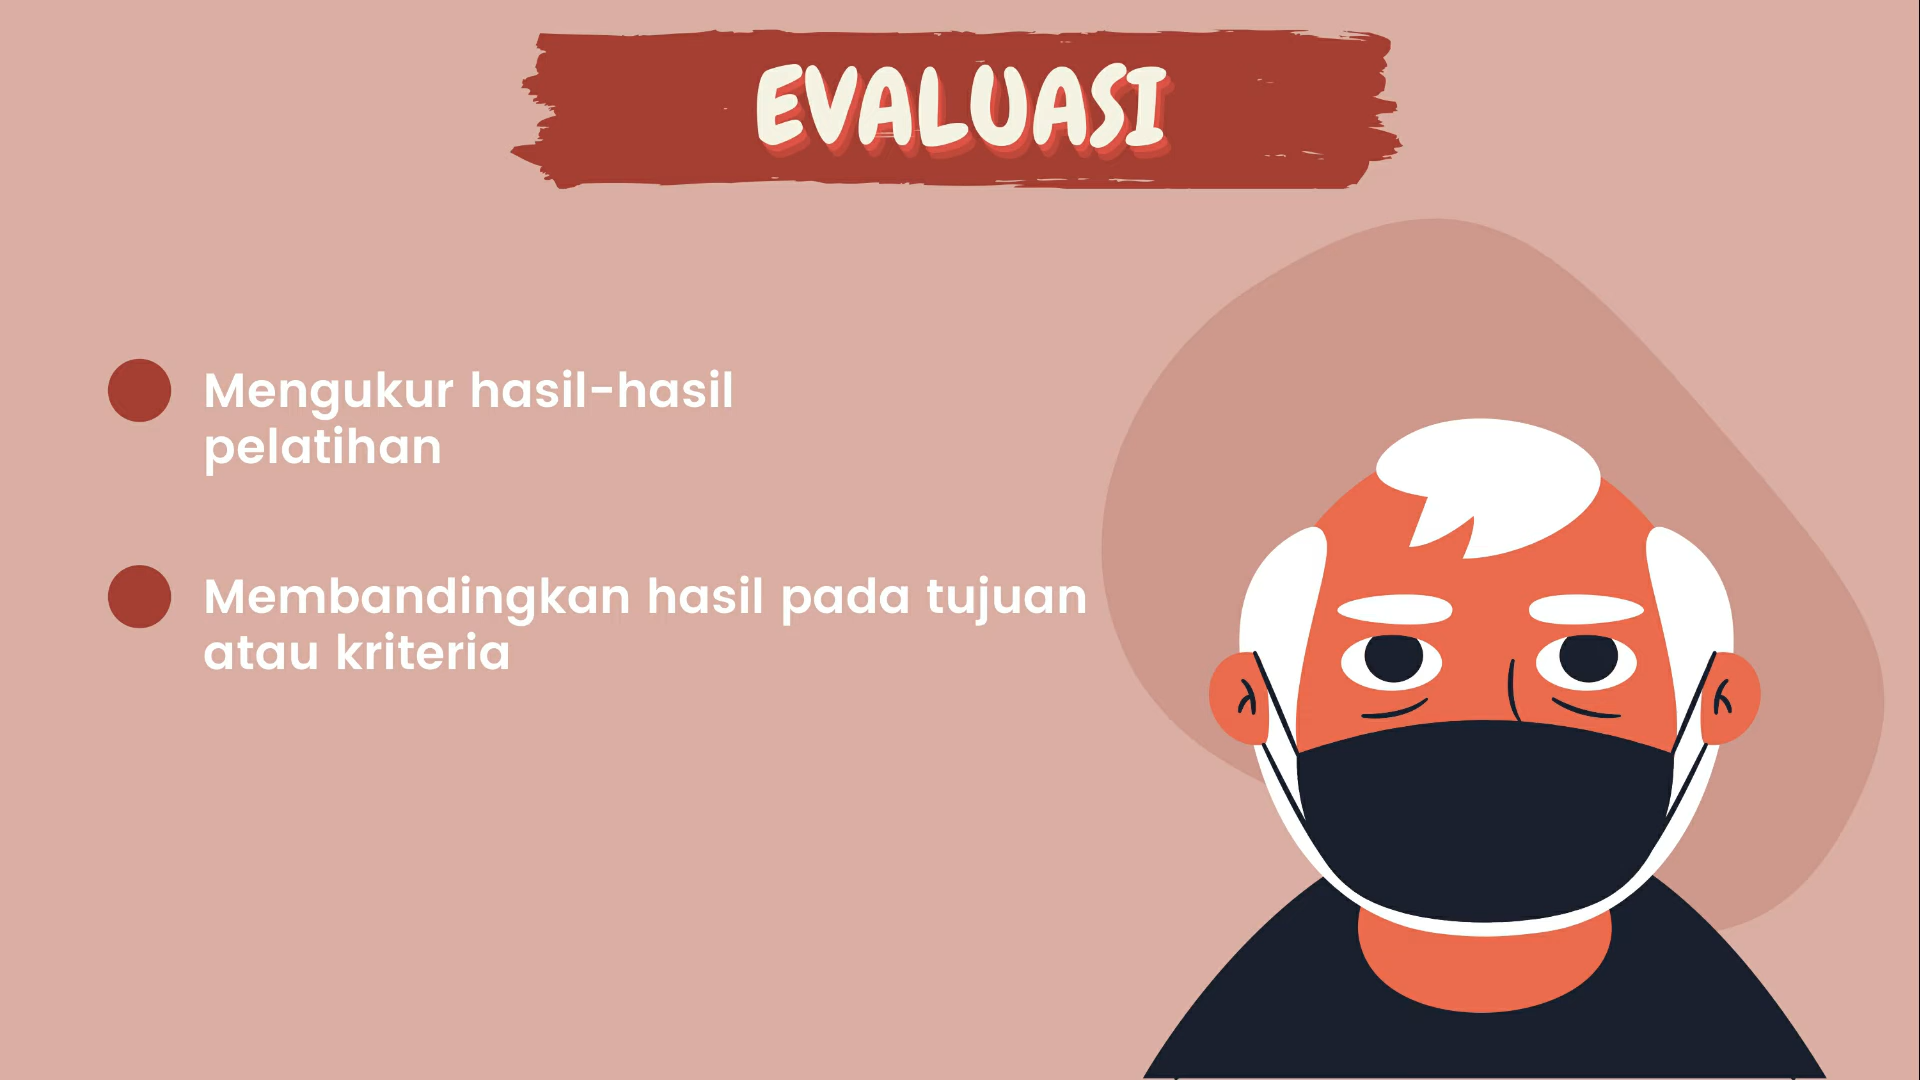 EVALUASI
Mengukur hasil-hasil
pelatihan
Membandingkan hasil pada tujuan
atau kriteria